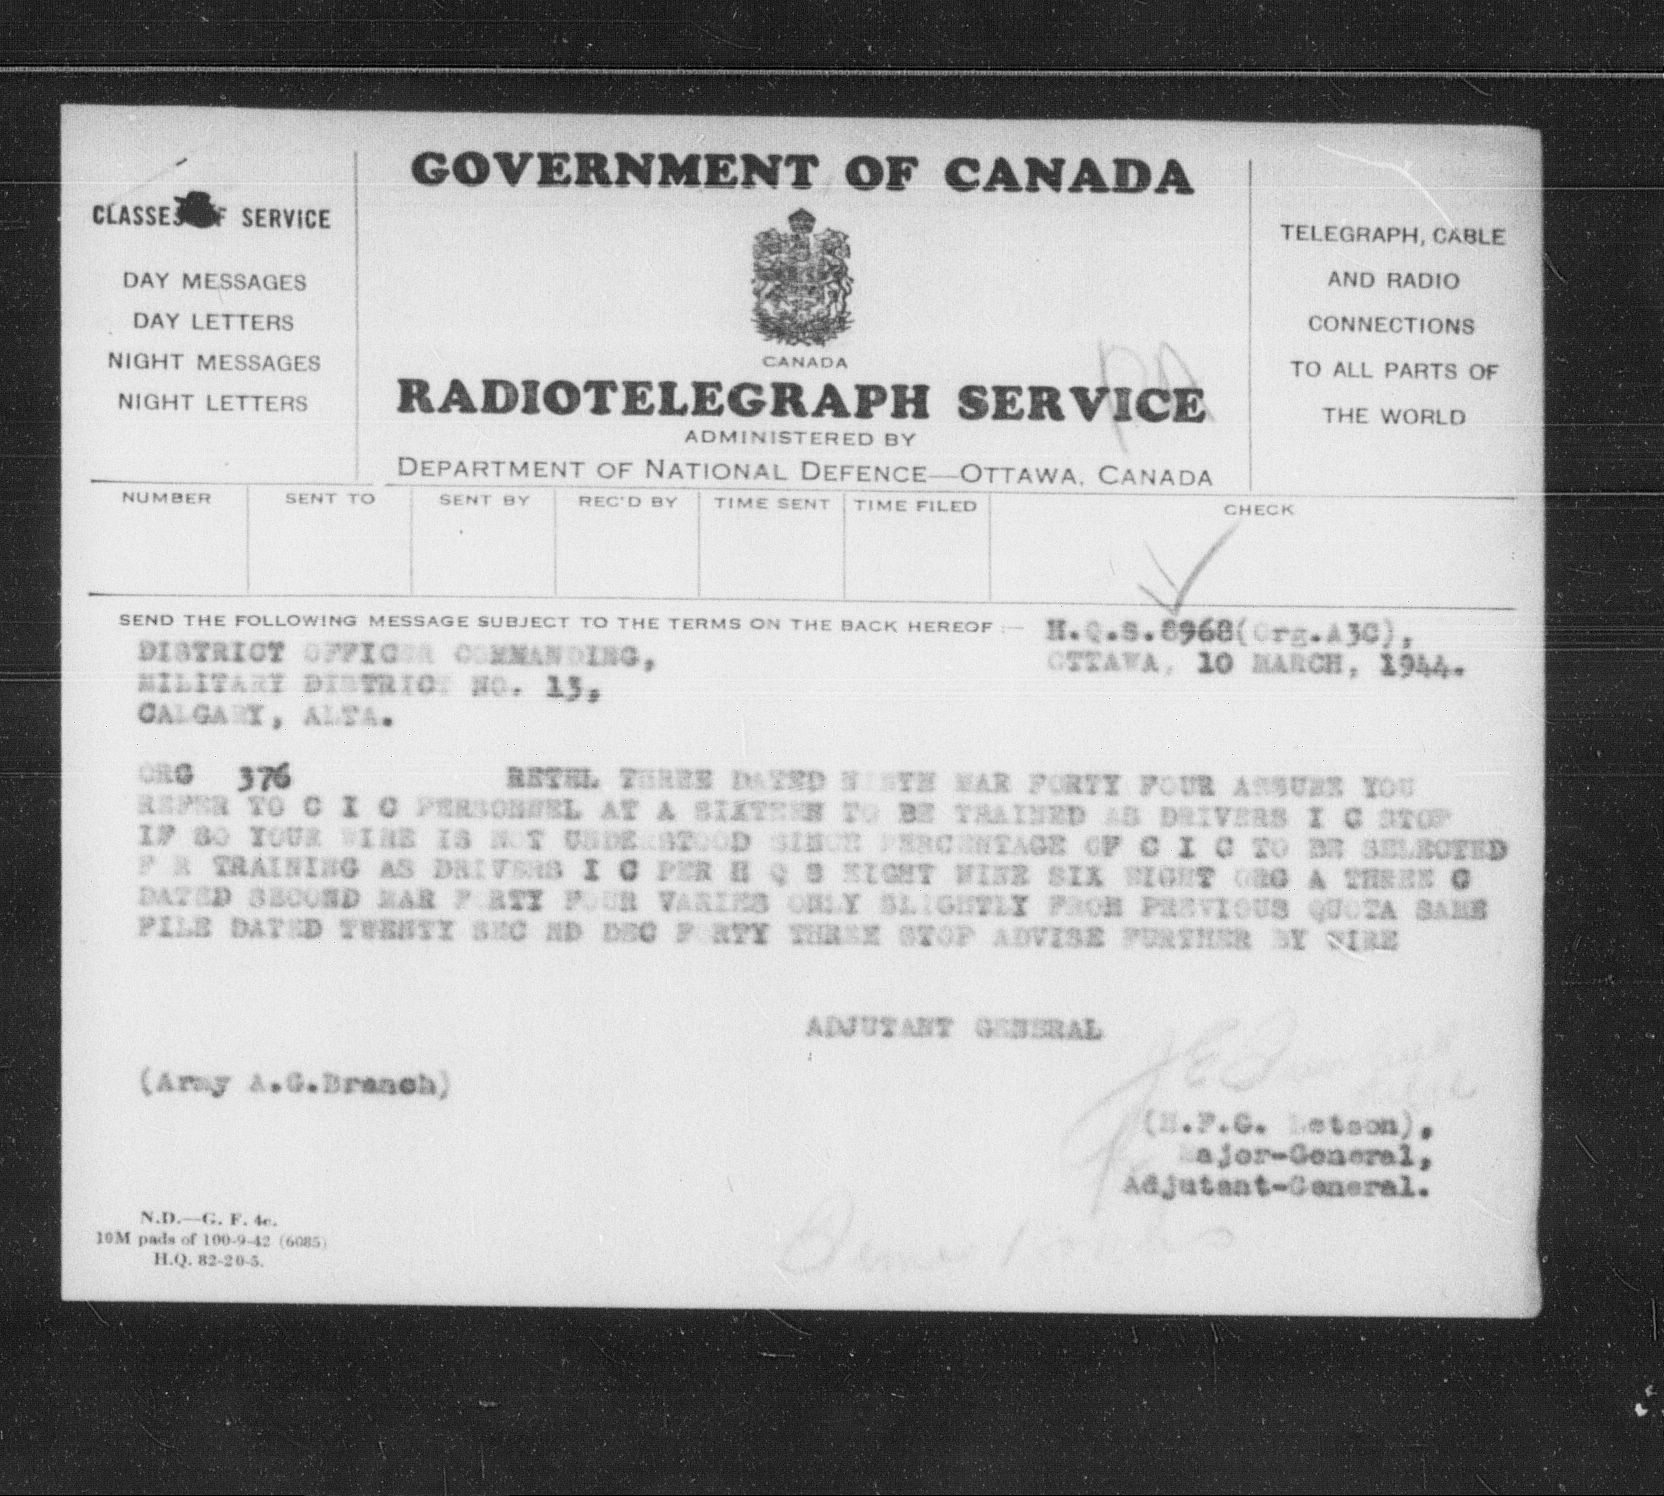 GOVERNMENT OF CANADA
CLASSES OF SERVICE
DAY MESSAGES
DAY LETTERS
NIGHT MESSAGES
NIGHT LETTERS
CANADA
RADIOTELEGRAPH SERVICE
ADMINISTERED BY
DEPARTMENT OF NATIONAL DEFENCE—OTTAWA, CANADA
TELEGRAPH, CABLE
AND RADIO
CONNECTIONS
TO ALL PARTS OF
THE WORLD
PA
NUMBER SENT TO SENT BY REC'D BY TIME SENT TIME FILED CHECK
SEND THE FOLLOWING MESSAGE SUBJECT TO THE TERMS ON THE BACK HEREOF :—
H.Q.S.8968(Org.A3C),
OTTAWA, 10 MARCH, 1944.
DISTRICT OFFICER COMMANDING,
MILITARY DISTRICT NO. 13,
CALGARY, ALTA.
ORG 376 RETEL THREE DATED NINTH MAR FORTY FOUR ASSUME YOU
REFER TO C I C PERSONNEL AT A SIXTEEN TO BE TRAINED AS DRIVERS I C STOP
IF SO YOUR WIRE IS NOT UNDERSTOOD SINCE PERCENTAGE OF C I C TO BE SELECTED
F R TRAINING AS DRIVERS I C PER H Q S EIGHT NINE SIX EIGHT ORG A THREE C
DATED SECOND MAR FORTY FOUR VARIES ONLY SLIGHTLY FROM PREVIOUS QUOTA SAME
FILE DATED TWENTY SEC ND DEC FORTY THREE STOP ADVISE FURTHER BY WIRE
ADJUTANT GENERAL
(Army A.G.Branch)
(H.F.G. Letson),
Major-General,
Adjutant-General.
N.D.—G. F. 4c.
10M pads of 100-9-42 (6085)
H.Q. 82-20-5.